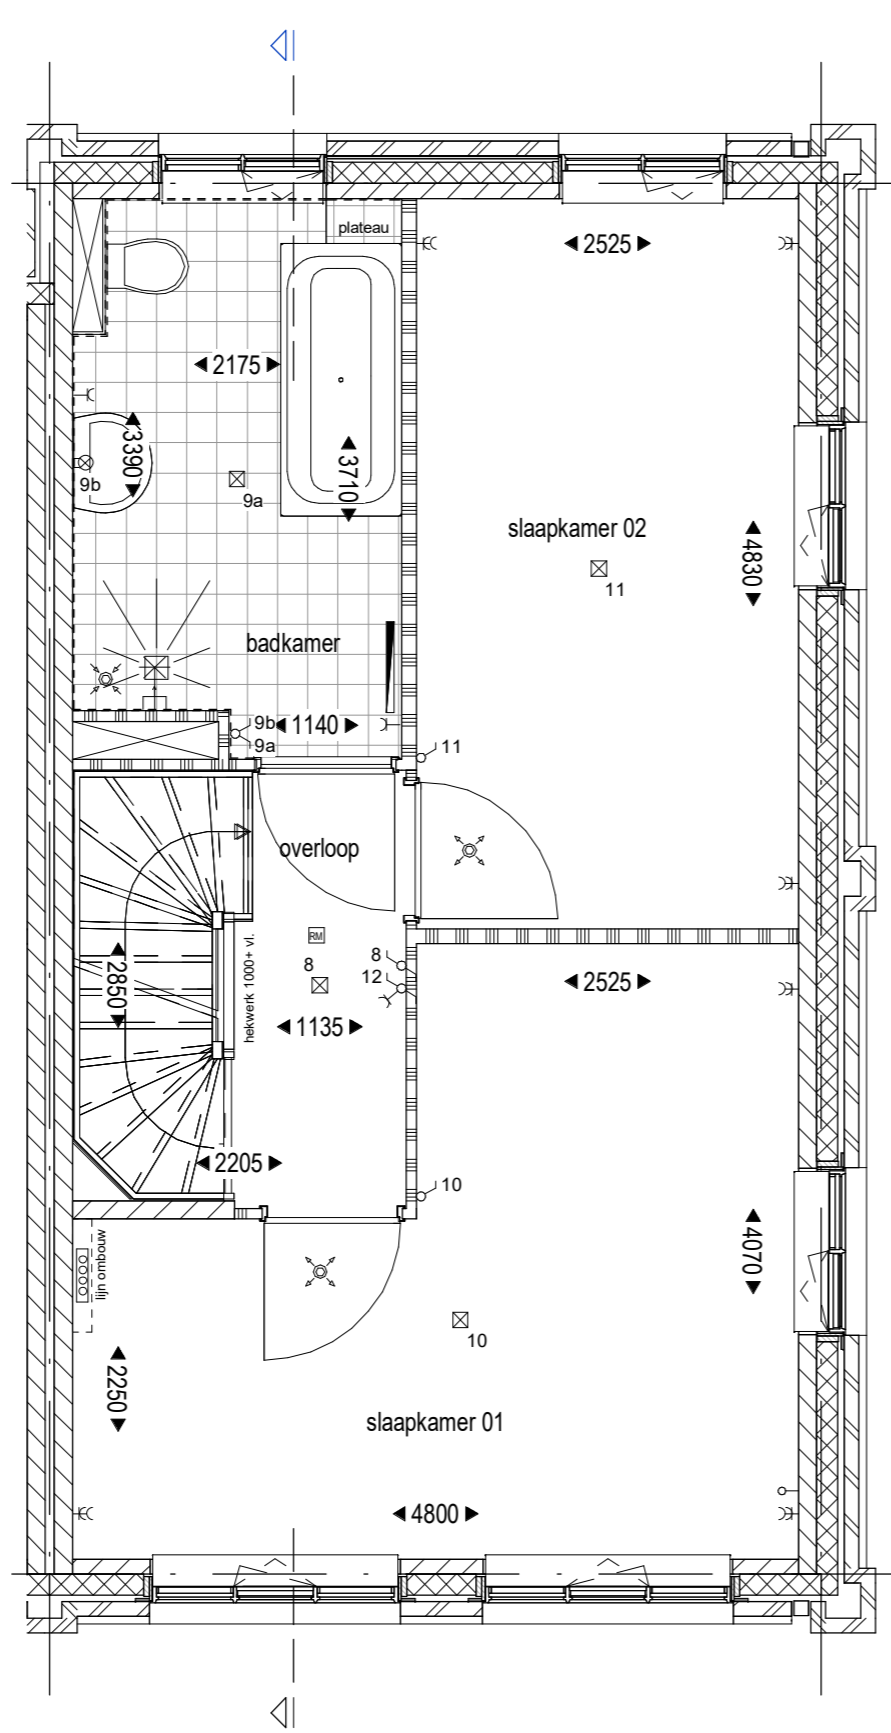 plateau
2525
2175
3390
3710
9b
9a
slaapkamer 02
4830
11
badkamer
9b
9a
1140
11
overloop
RM
8
hekwerk 1000+ vl.
8
12
2850
2525
1135
2205
10
lijn ombouw
4070
10
2250
slaapkamer 01
4800